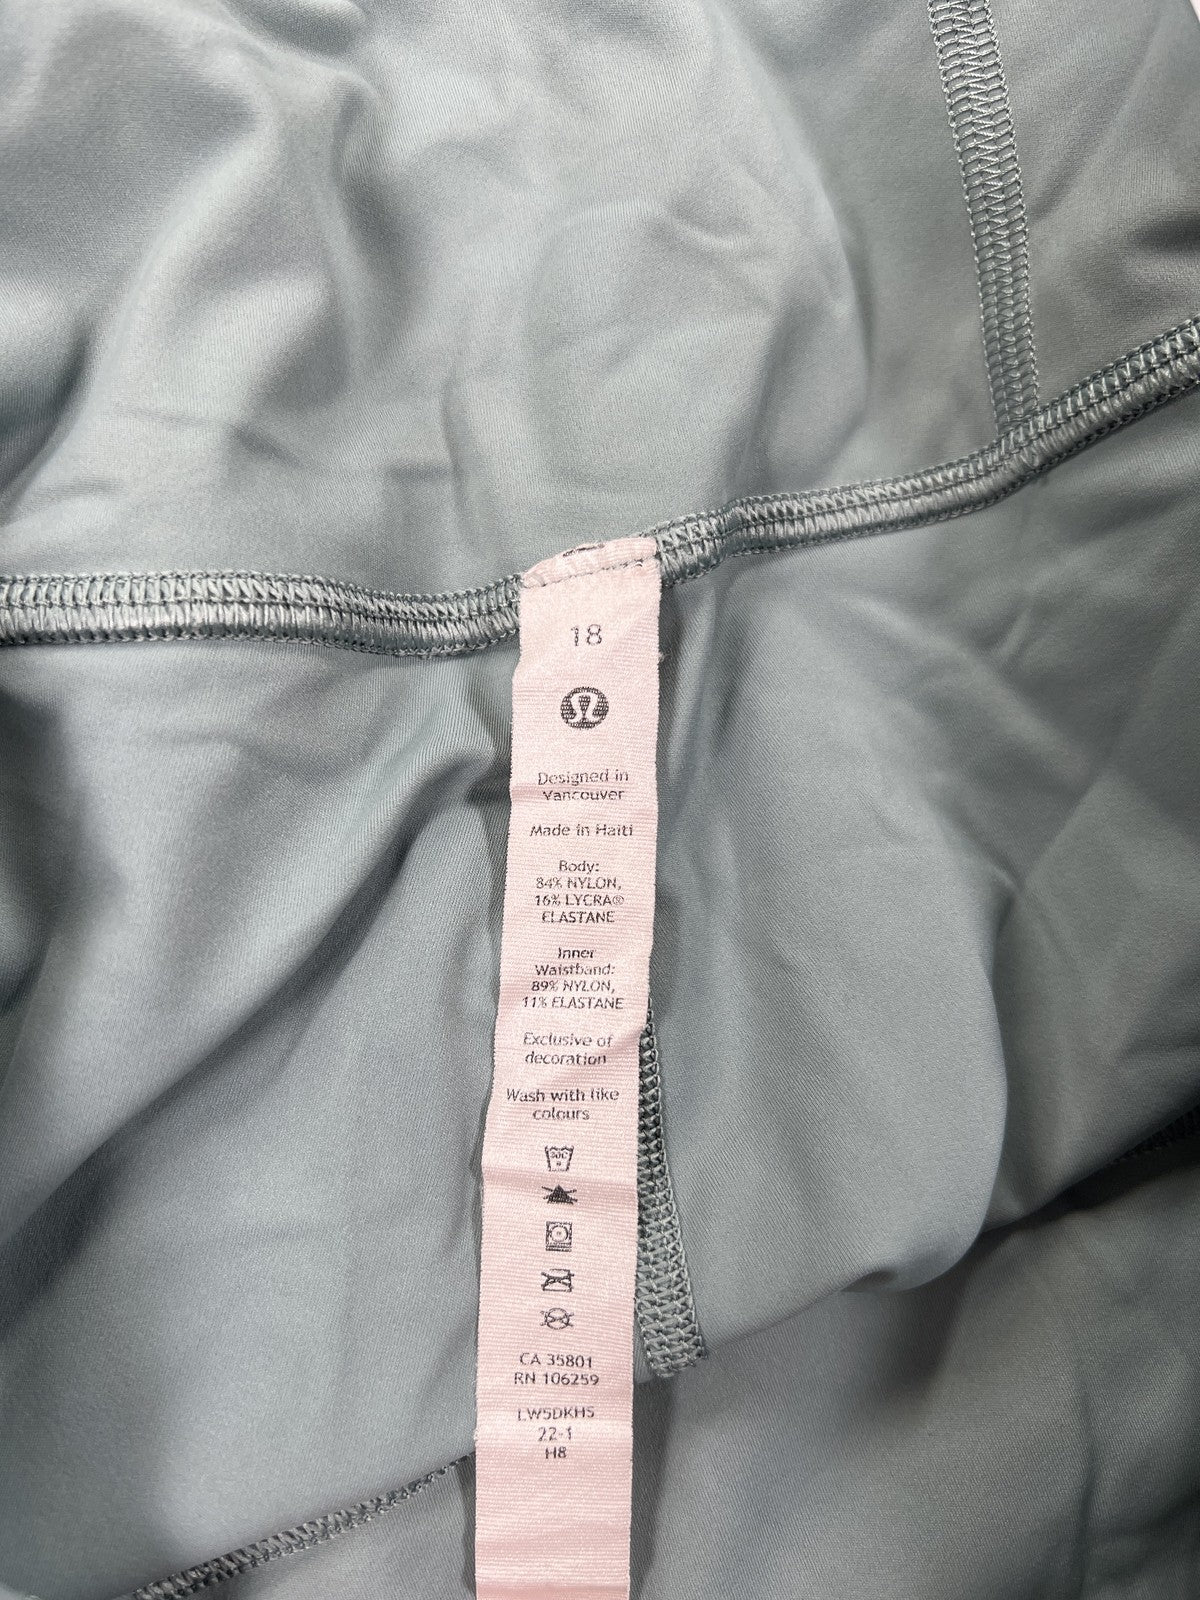 18
Designed in
Vancouver
Made in Haiti
Body:
84% NYLON,
16% LYCRA®
ELASTANE
Inner
Waistband:
89% NYLON,
11% ELASTANE
Exclusive of
decoration
Wash with like
colours
30C
CA 35801
RN 106259
LW5DKHS
22-1
H8